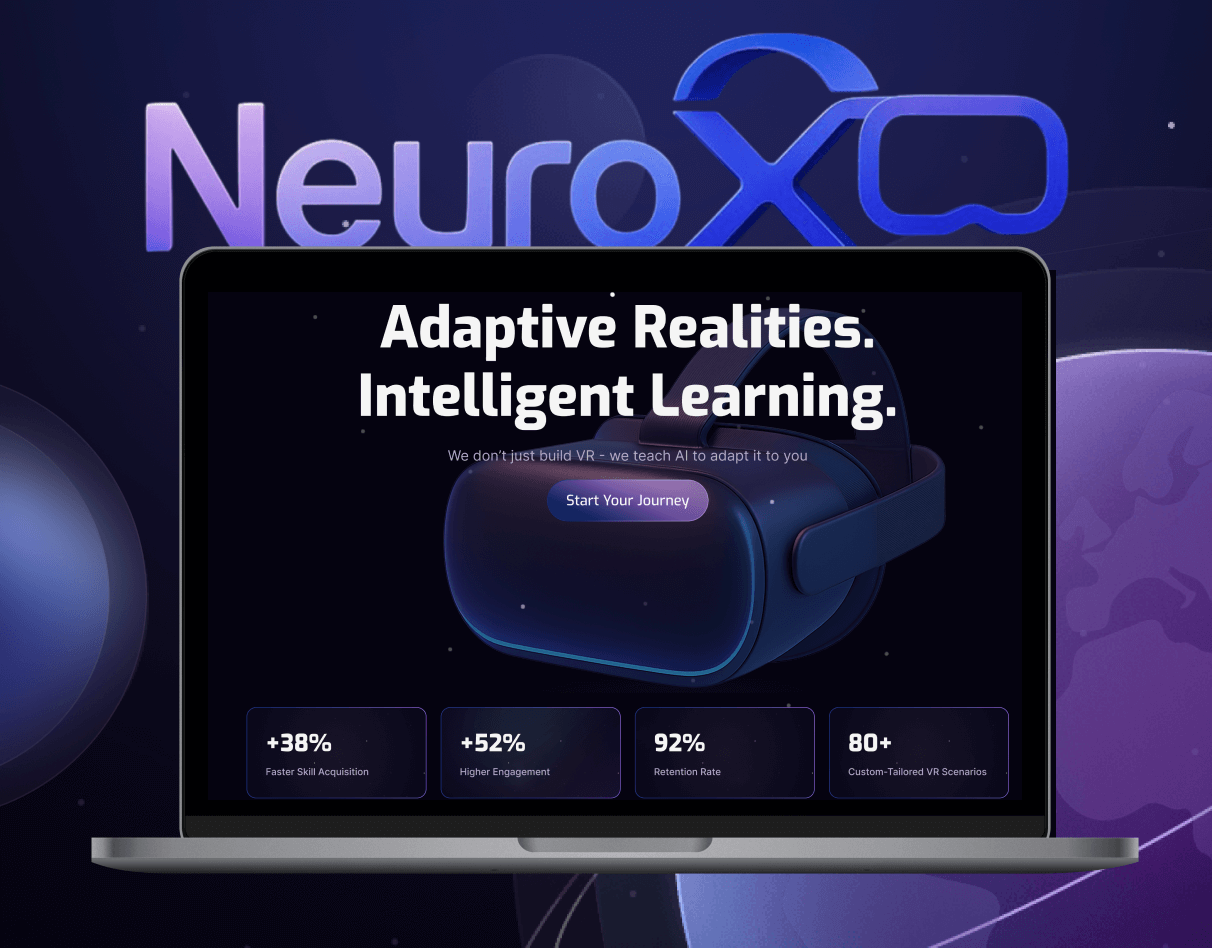 NeuroX
Adaptive Realities.
Intelligent Learning.
We don't just build VR - we teach AI to adapt it to you
Start Your Journey
+38%
Faster Skill Acquisition
+52%
Higher Engagement
92%
Retention Rate
80+
Custom-Tailored VR Scenarios